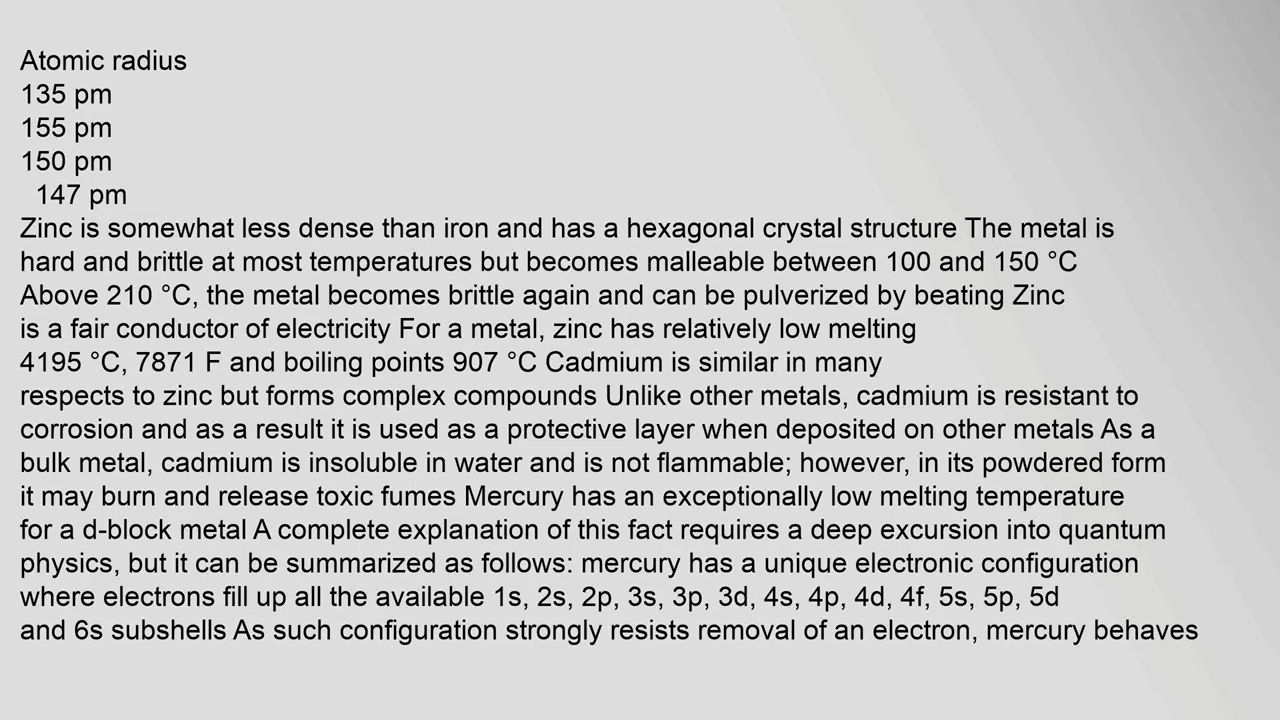 Atomic radius
135 pm
155 pm
150 pm
147 pm
Zinc is somewhat less dense than iron and has a hexagonal crystal structure The metal is
hard and brittle at most temperatures but becomes malleable between 100 and 150 °C
Above 210 °C, the metal becomes brittle again and can be pulverized by beating Zinc
is a fair conductor of electricity For a metal, zinc has relatively low melting
4195 °C, 7871 F and boiling points 907 °C Cadmium is similar in many
respects to zinc but forms complex compounds Unlike other metals, cadmium is resistant to
corrosion and as a result it is used as a protective layer when deposited on other metals As a
bulk metal, cadmium is insoluble in water and is not flammable; however, in its powdered form
it may burn and release toxic fumes Mercury has an exceptionally low melting temperature
for a d-block metal A complete explanation of this fact requires a deep excursion into quantum
physics, but it can be summarized as follows: mercury has a unique electronic configuration
where electrons fill up all the available 1s, 2s, 2p, 3s, 3p, 3d, 4s, 4p, 4d, 4f, 5s, 5p, 5d
and 6s subshells As such configuration strongly resists removal of an electron, mercury behaves